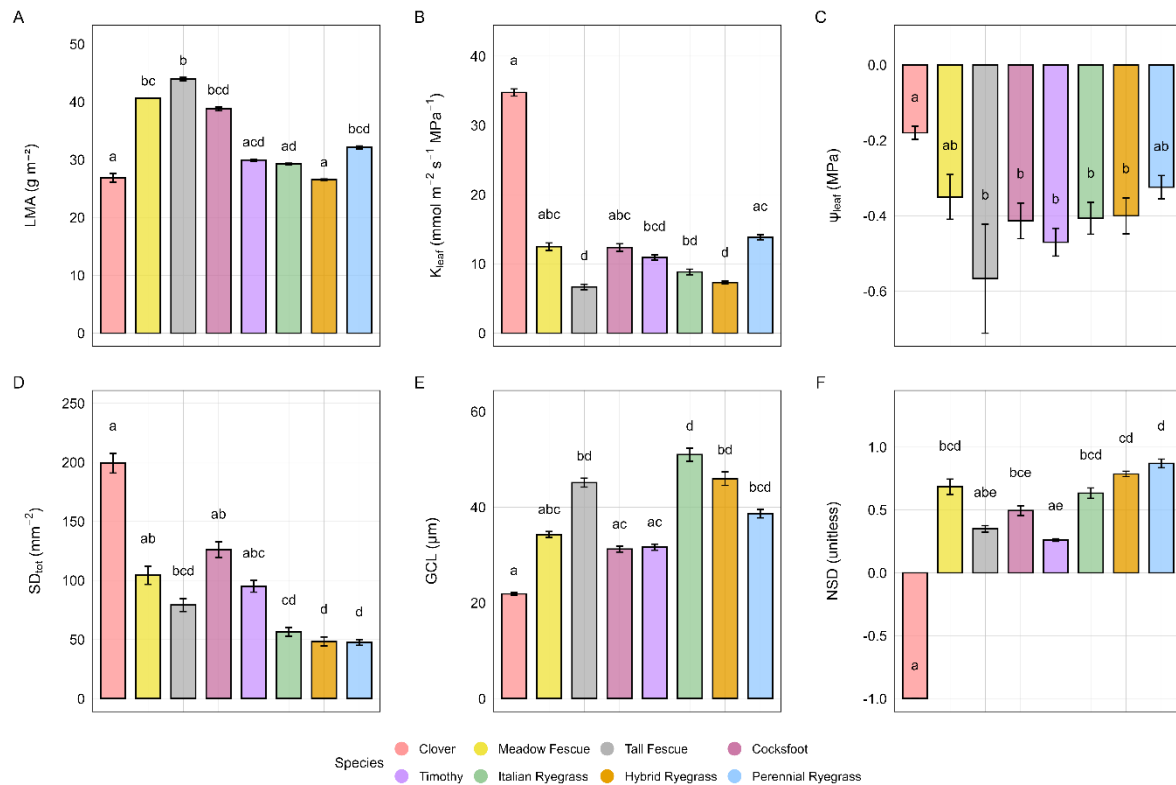 A
LMA (g m⁻²)
50
40
30
20
10
0
a
bc
b
bcd
acd
ad
a
bcd
B
K_leaf (mmol m⁻² s⁻¹ MPa⁻¹)
40
30
20
10
0
a
abc
d
abc
bcd
bd
d
ac
C
Ψ_leaf (MPa)
0.0
-0.2
-0.4
-0.6
a
ab
b
b
b
b
b
ab
D
SD_tot (mm⁻²)
250
200
150
100
50
0
a
ab
bcd
ab
abc
cd
d
d
E
GCL (µm)
60
40
20
0
a
abc
bd
ac
ac
d
bd
bcd
F
NSD (unitless)
1.0
0.5
0.0
-0.5
-1.0
a
bcd
abe
bce
ae
bcd
cd
d
Species
Clover
Meadow Fescue
Tall Fescue
Cocksfoot
Timothy
Italian Ryegrass
Hybrid Ryegrass
Perennial Ryegrass